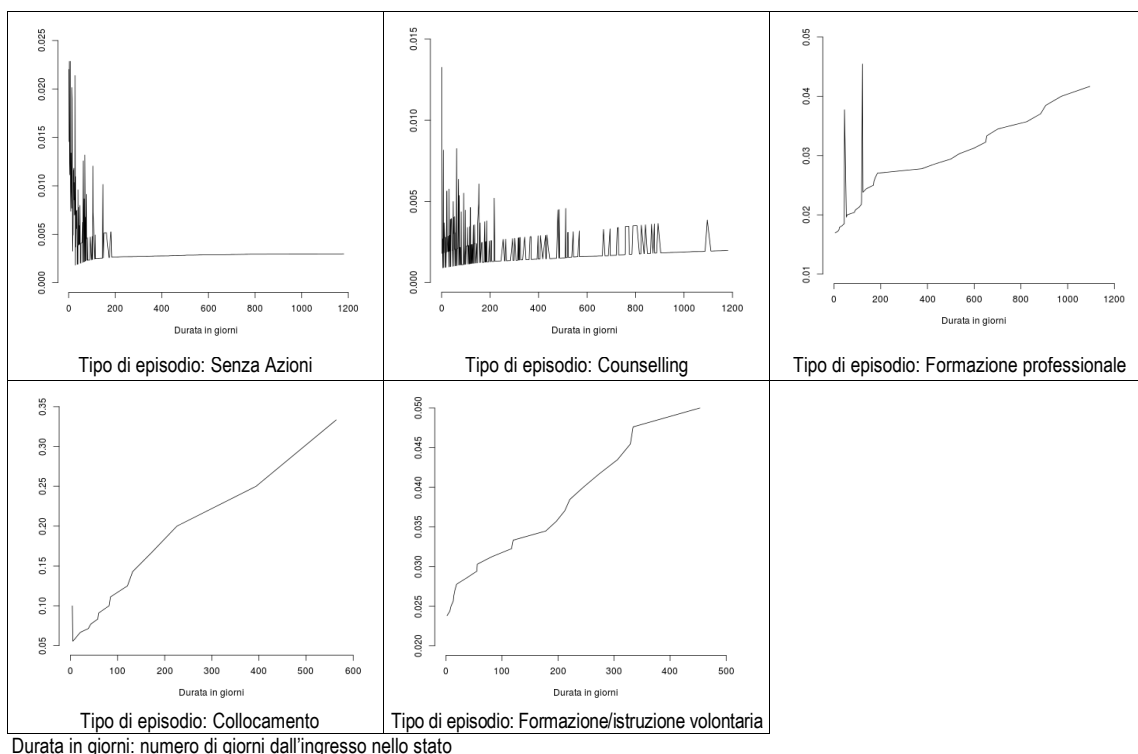 0.025
0.020
0.015
0.010
0.005
0.000
0 200 400 600 800 1000 1200
Durata in giorni
Tipo di episodio: Senza Azioni
0.015
0.010
0.005
0.000
0 200 400 600 800 1000 1200
Durata in giorni
Tipo di episodio: Counselling
0.05
0.04
0.03
0.02
0.01
0 200 400 600 800 1000 1200
Durata in giorni
Tipo di episodio: Formazione professionale
0.35
0.30
0.25
0.20
0.15
0.10
0.05
0 100 200 300 400 500 600
Durata in giorni
Tipo di episodio: Collocamento
0.050
0.045
0.040
0.035
0.030
0.025
0.020
0 100 200 300 400 500
Durata in giorni
Tipo di episodio: Formazione/istruzione volontaria
Durata in giorni: numero di giorni dall'ingresso nello stato